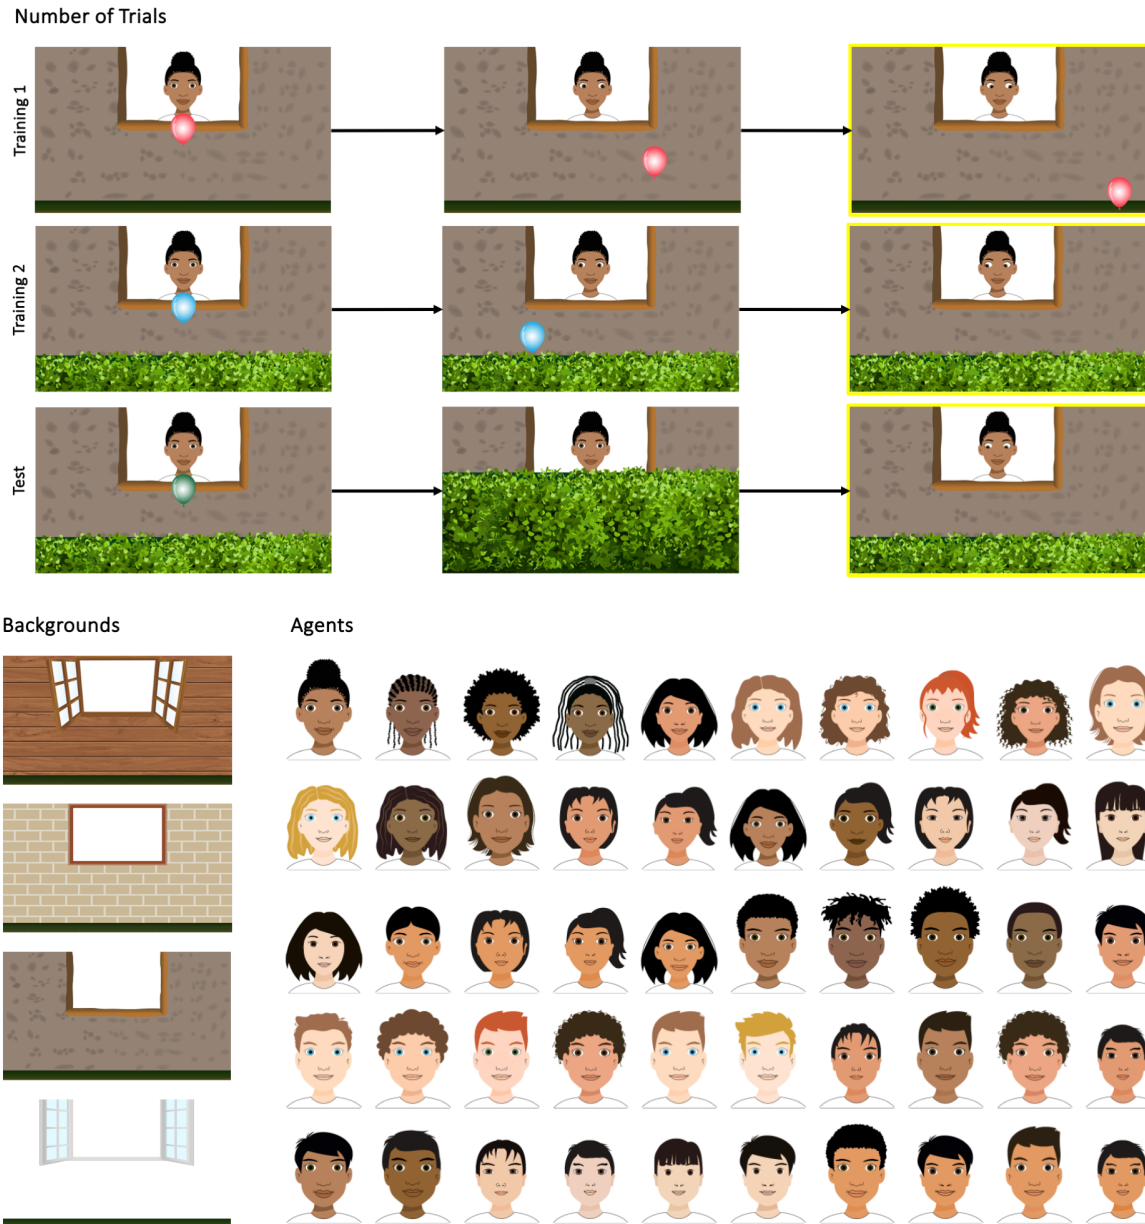 Number of Trials
Training 1
Training 2
Test
Backgrounds
Agents